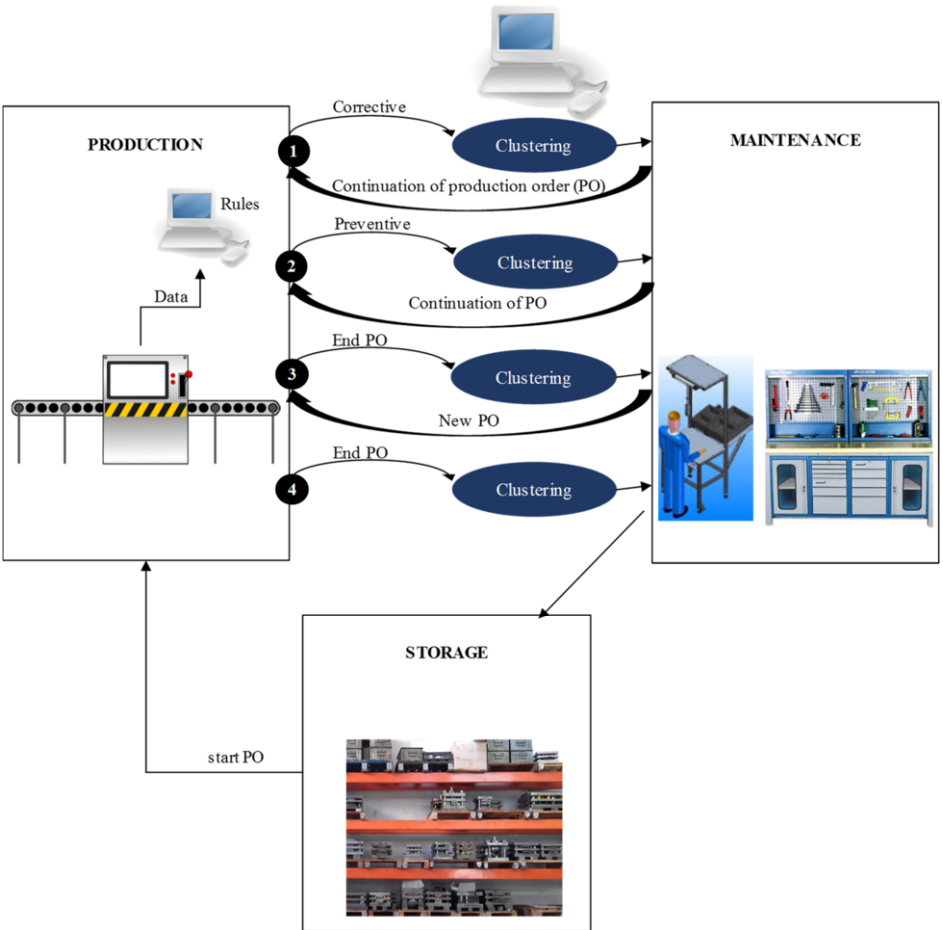 PRODUCTION
Rules
Data
Corrective
1
Clustering
MAINTENANCE
Continuation of production order (PO)
Preventive
2
Clustering
Continuation of PO
End PO
3
Clustering
New PO
End PO
4
Clustering
STORAGE
start PO